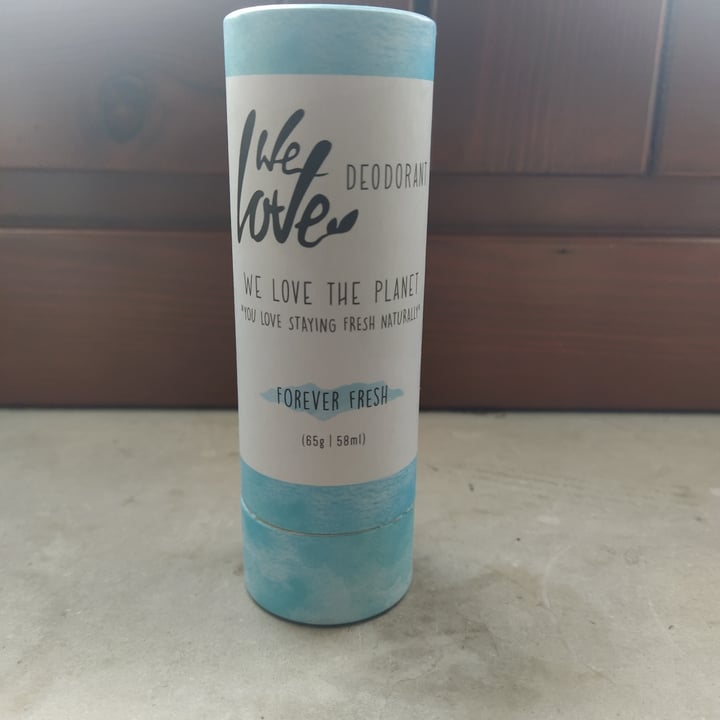 We
love
DEODORANT
WE LOVE THE PLANET
"YOU LOVE STAYING FRESH NATURALLY"
FOREVER FRESH
(65g | 58ml)